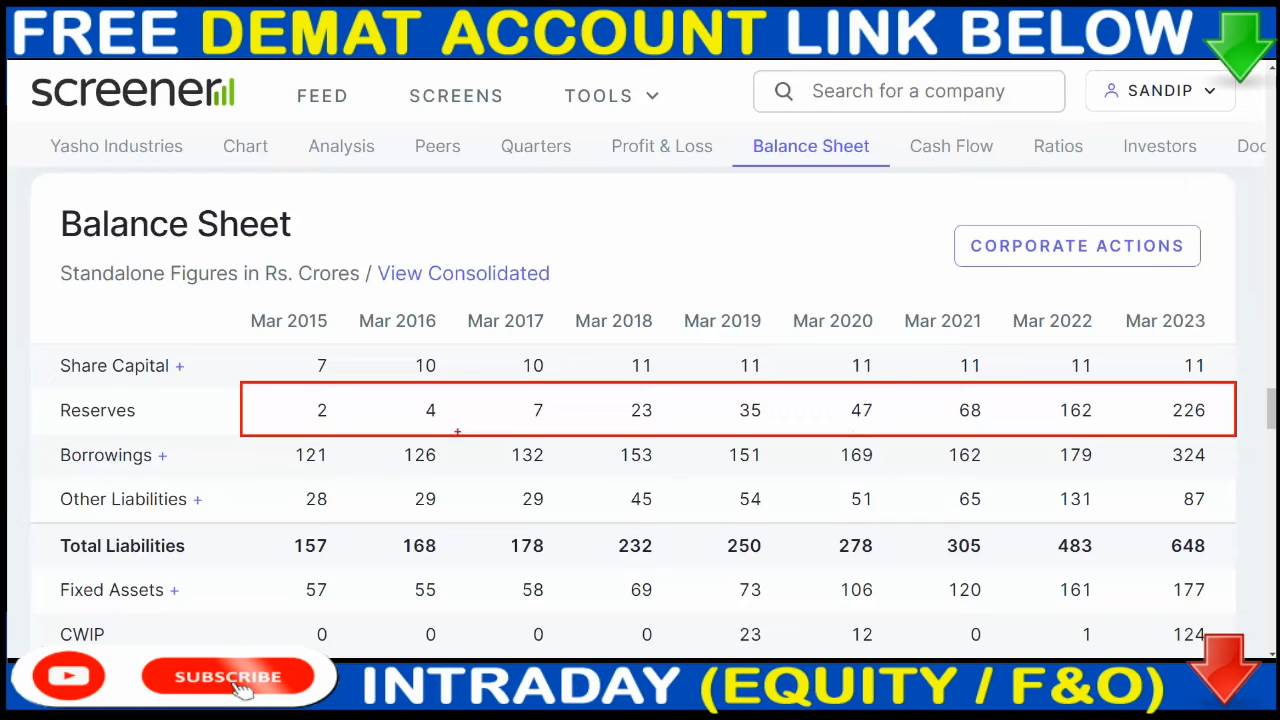 FREE DEMAT ACCOUNT LINK BELOW
screener FEED SCREENS TOOLS Search for a company SANDIP
Yasho Industries Chart Analysis Peers Quarters Profit & Loss Balance Sheet Cash Flow Ratios Investors Doc
Balance Sheet
CORPORATE ACTIONS
Standalone Figures in Rs. Crores / View Consolidated
Mar 2015 Mar 2016 Mar 2017 Mar 2018 Mar 2019 Mar 2020 Mar 2021 Mar 2022 Mar 2023
Share Capital + 7 10 10 11 11 11 11 11 11
Reserves 2 4 7 23 35 47 68 162 226
Borrowings + 121 126 132 153 151 169 162 179 324
Other Liabilities + 28 29 29 45 54 51 65 131 87
Total Liabilities 157 168 178 232 250 278 305 483 648
Fixed Assets + 57 55 58 69 73 106 120 161 177
CWIP 0 0 0 0 23 12 0 1 124
SUBSCRIBE
INTRADAY (EQUITY / F&O)